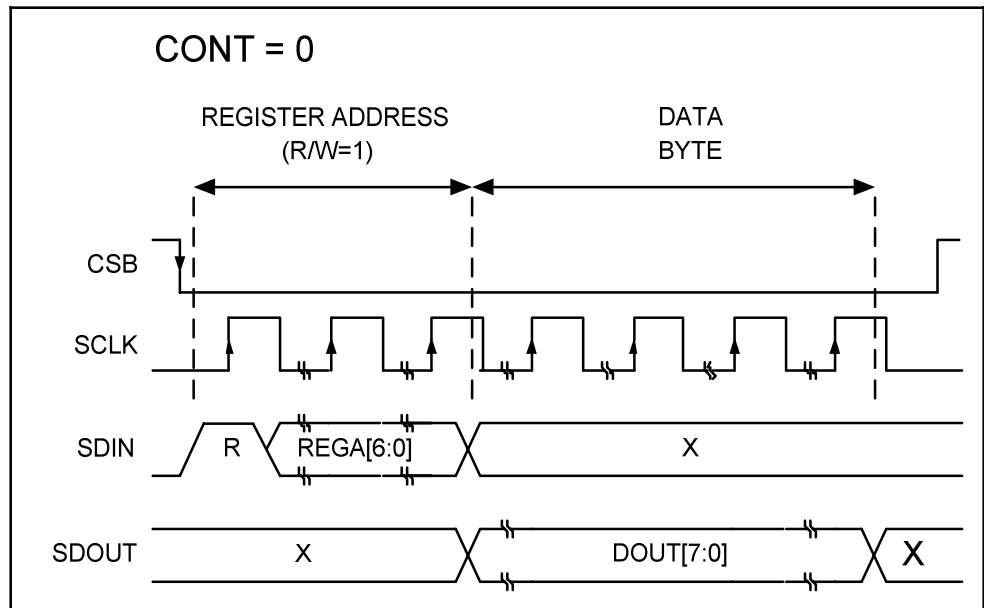 CONT = 0
REGISTER ADDRESS
(R/W=1)
DATA
BYTE
CSB
SCLK
SDIN
R
REGA[6:0]
X
SDOUT
X
DOUT[7:0]
X